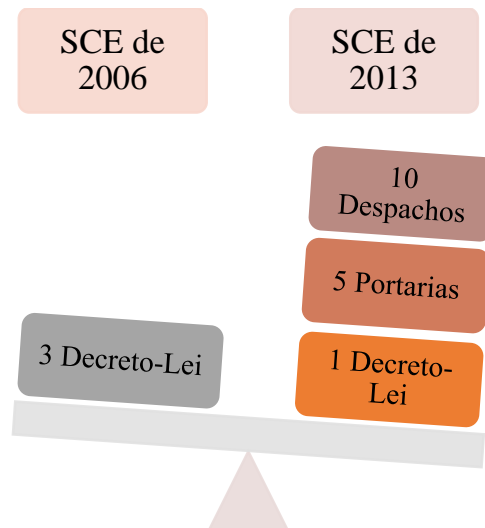 SCE de
2006
SCE de
2013
10
Despachos
5 Portarias
3 Decreto-Lei
1 Decreto-
Lei